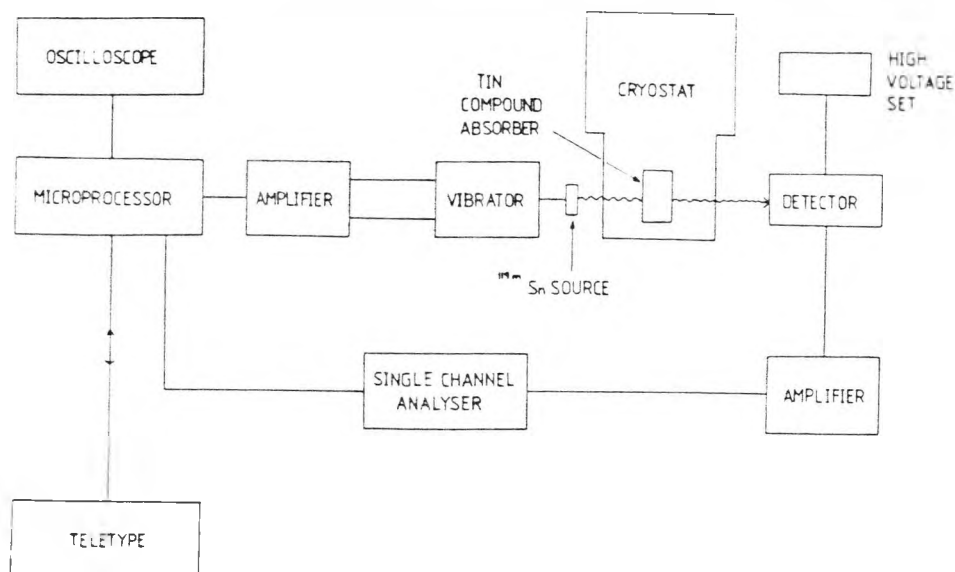 OSCILLOSCOPE
HIGH
VOLTAGE
SET
TIN
COMPOUND
ABSORBER
CRYOSTAT
MICROPROCESSOR
AMPLIFIER
VIBRATOR
DETECTOR
119m Sn SOURCE
SINGLE CHANNEL
ANALYSER
AMPLIFIER
TELETYPE